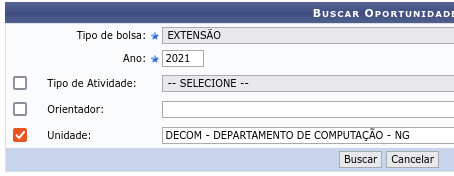 BUSCAR OPORTUNIDADE
Tipo de bolsa: EXTENSÃO
Ano: 2021
Tipo de Atividade: -- SELECIONE --
Orientador:
Unidade: DECOM - DEPARTAMENTO DE COMPUTAÇÃO - NG
Buscar Cancelar